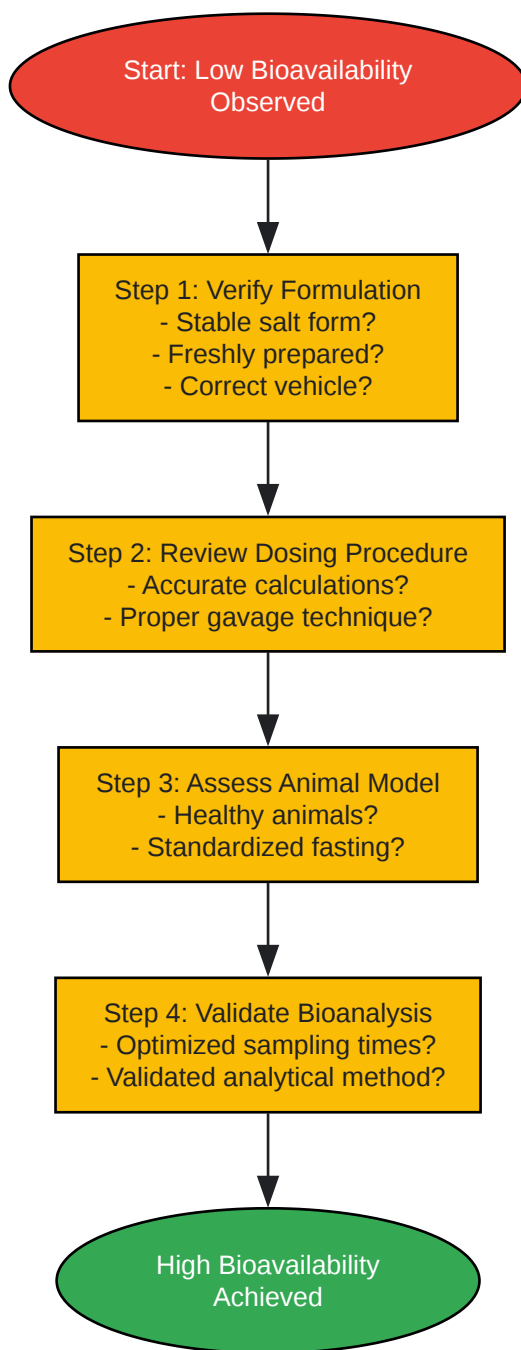 Start: Low Bioavailability
Observed
Step 1: Verify Formulation
- Stable salt form?
- Freshly prepared?
- Correct vehicle?
Step 2: Review Dosing Procedure
- Accurate calculations?
- Proper gavage technique?
Step 3: Assess Animal Model
- Healthy animals?
- Standardized fasting?
Step 4: Validate Bioanalysis
- Optimized sampling times?
- Validated analytical method?
High Bioavailability
Achieved